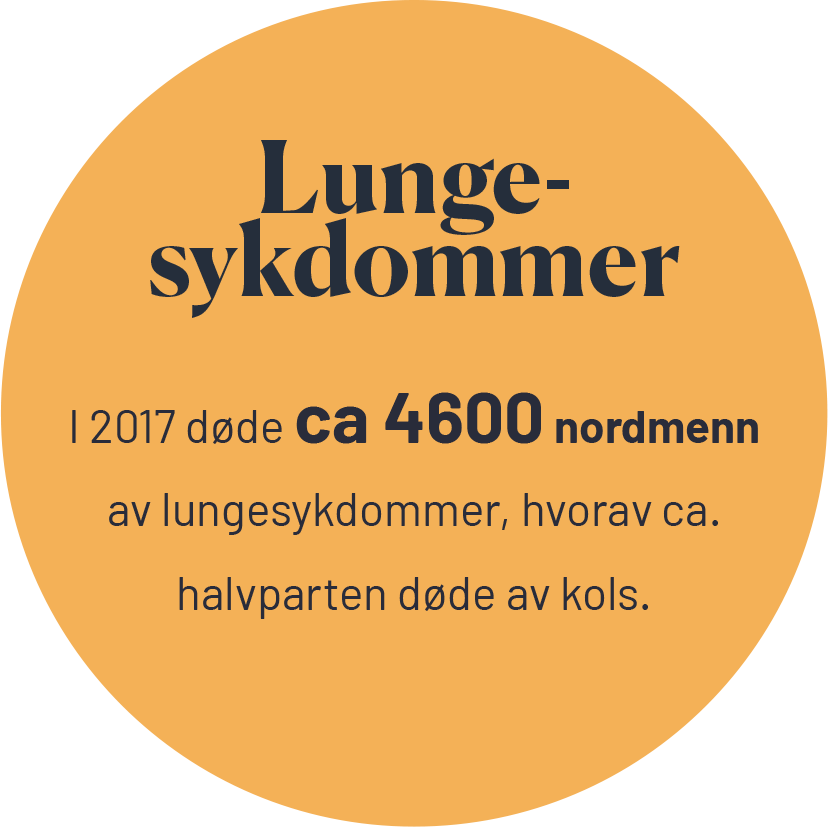 Lunge-
sykdommer
I 2017 døde ca 4600 nordmenn
av lungesykdommer, hvorav ca.
halvparten døde av kols.